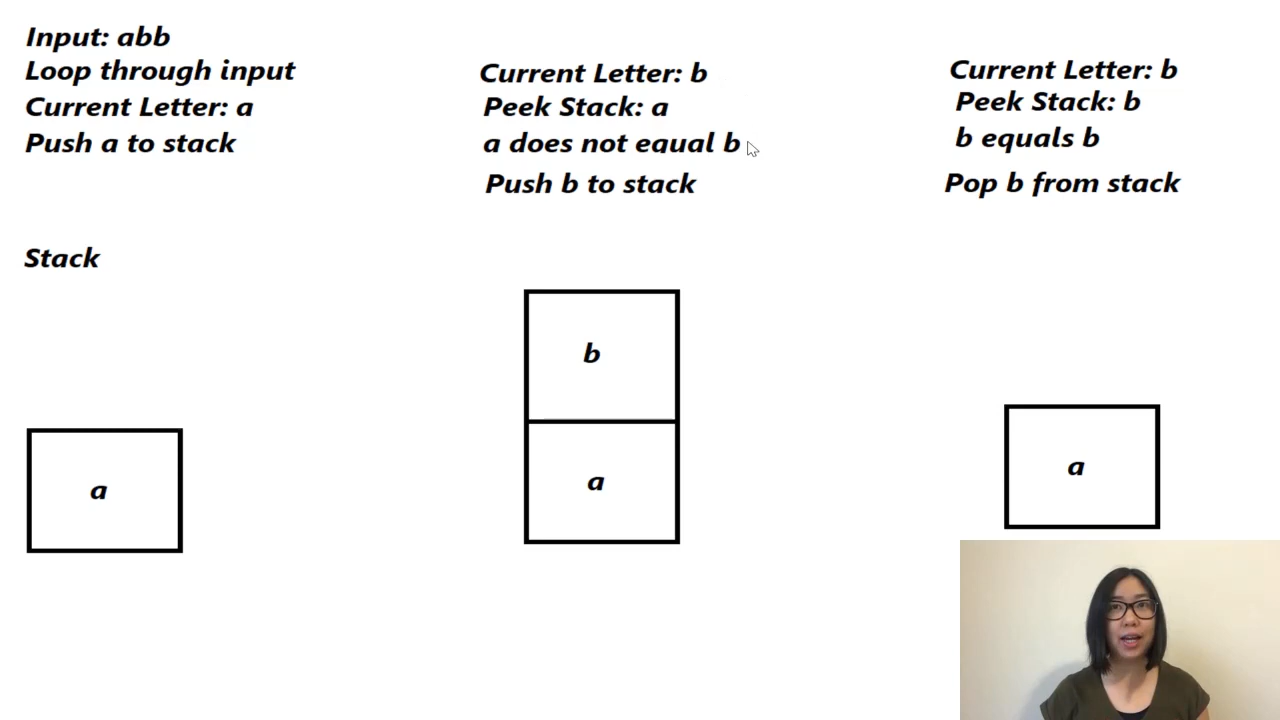 Input: abb
Loop through input
Current Letter: a
Push a to stack
Current Letter: b
Peek Stack: a
a does not equal b
Push b to stack
Current Letter: b
Peek Stack: b
b equals b
Pop b from stack
Stack
a
b
a
a